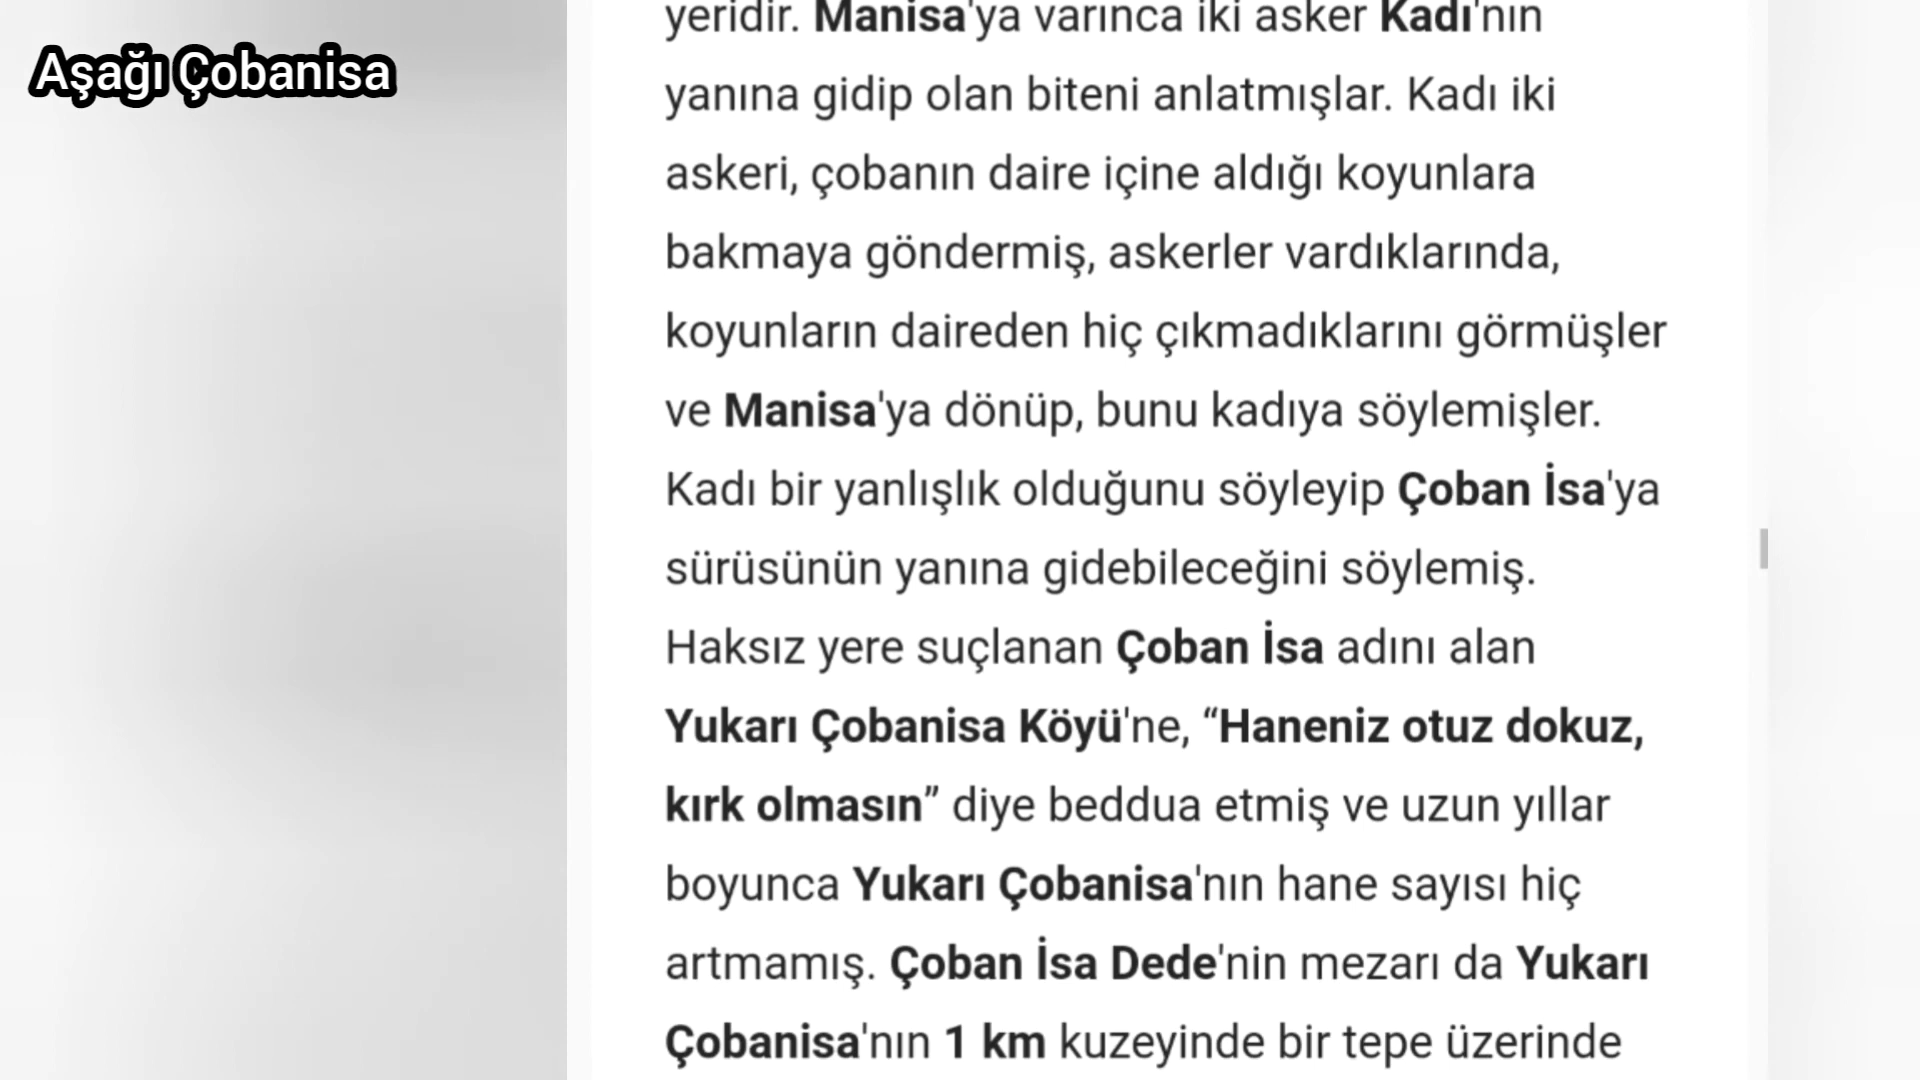 Aşağı Çobanisa
yeridir. Manisa'ya varınca iki asker Kadı'nın
yanına gidip olan biteni anlatmışlar. Kadı iki
askeri, çobanın daire içine aldığı koyunlara
bakmaya göndermiş, askerler vardıklarında,
koyunların daireden hiç çıkmadıklarını görmüşler
ve Manisa'ya dönüp, bunu kadıya söylemişler.
Kadı bir yanlışlık olduğunu söyleyip Çoban İsa'ya
sürüsünün yanına gidebileceğini söylemiş.
Haksız yere suçlanan Çoban İsa adını alan
Yukarı Çobanisa Köyü'ne, “Haneniz otuz dokuz,
kırk olmasın” diye beddua etmiş ve uzun yıllar
boyunca Yukarı Çobanisa'nın hane sayısı hiç
artmamış. Çoban İsa Dede'nin mezarı da Yukarı
Çobanisa'nın 1 km kuzeyinde bir tepe üzerinde